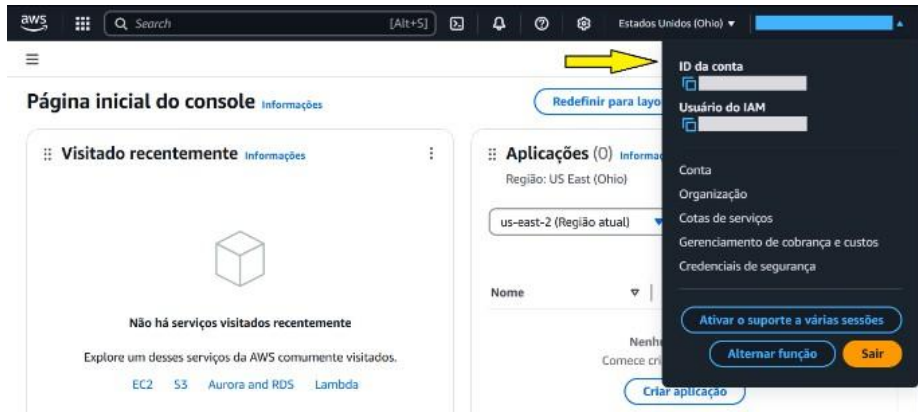 aws Search [Alt+S] Estados Unidos (Ohio)
ID da conta
Usuário do IAM
Conta
Organização
Cotas de serviços
Gerenciamento de cobrança e custos
Credenciais de segurança
Ativar o suporte a várias sessões
Alternar função Sair
Página inicial do console Informações
Redefinir para layo
Visitado recentemente Informações
Não há serviços visitados recentemente
Explore um desses serviços da AWS comumente visitados.
EC2 S3 Aurora and RDS Lambda
Aplicações (0) Informa
Região: US East (Ohio)
us-east-2 (Região atual)
Nome
Nenh
Comece cri
Criar aplicação